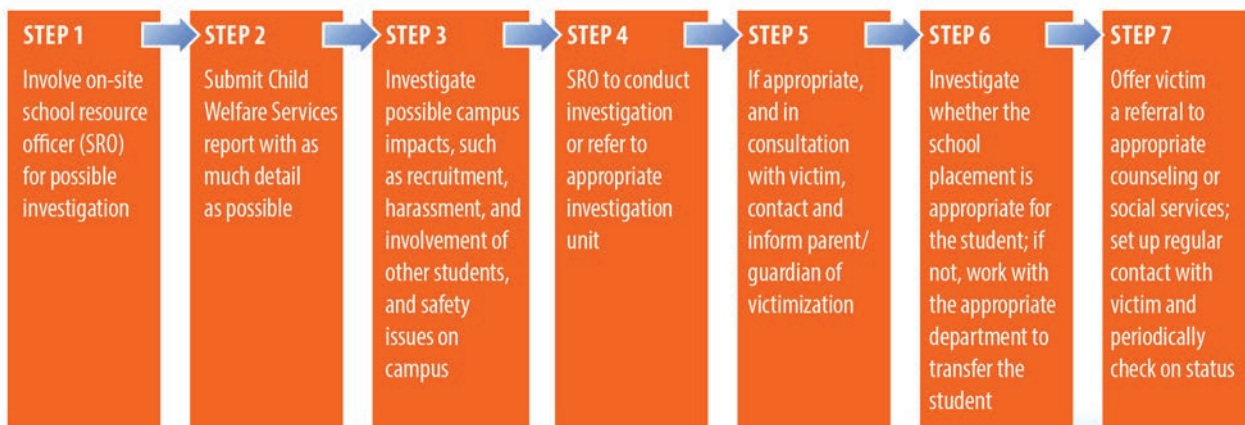 STEP 1
Involve on-site
school resource
officer (SRO)
for possible
investigation
STEP 2
Submit Child
Welfare Services
report with as
much detail
as possible
STEP 3
Investigate
possible campus
impacts, such
as recruitment,
harassment, and
involvement of
other students,
and safety
issues on
campus
STEP 4
SRO to conduct
investigation
or refer to
appropriate
investigation
unit
STEP 5
If appropriate,
and in
consultation
with victim,
contact and
inform parent/
guardian of
victimization
STEP 6
Investigate
whether the
school
placement is
appropriate for
the student; if
not, work with
the appropriate
department to
transfer the
student
STEP 7
Offer victim
a referral to
appropriate
counseling or
social services;
set up regular
contact with
victim and
periodically
check on status